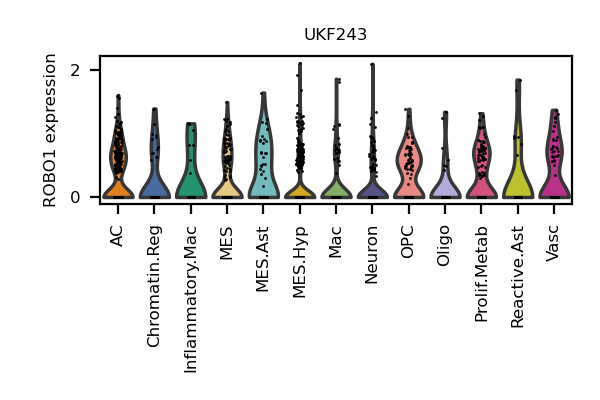 UKF243
ROBO1 expression
2
0
AC
Chromatin.Reg
Inflammatory.Mac
MES
MES.Ast
MES.Hyp
Mac
Neuron
OPC
Oligo
Prolif.Metab
Reactive.Ast
Vasc